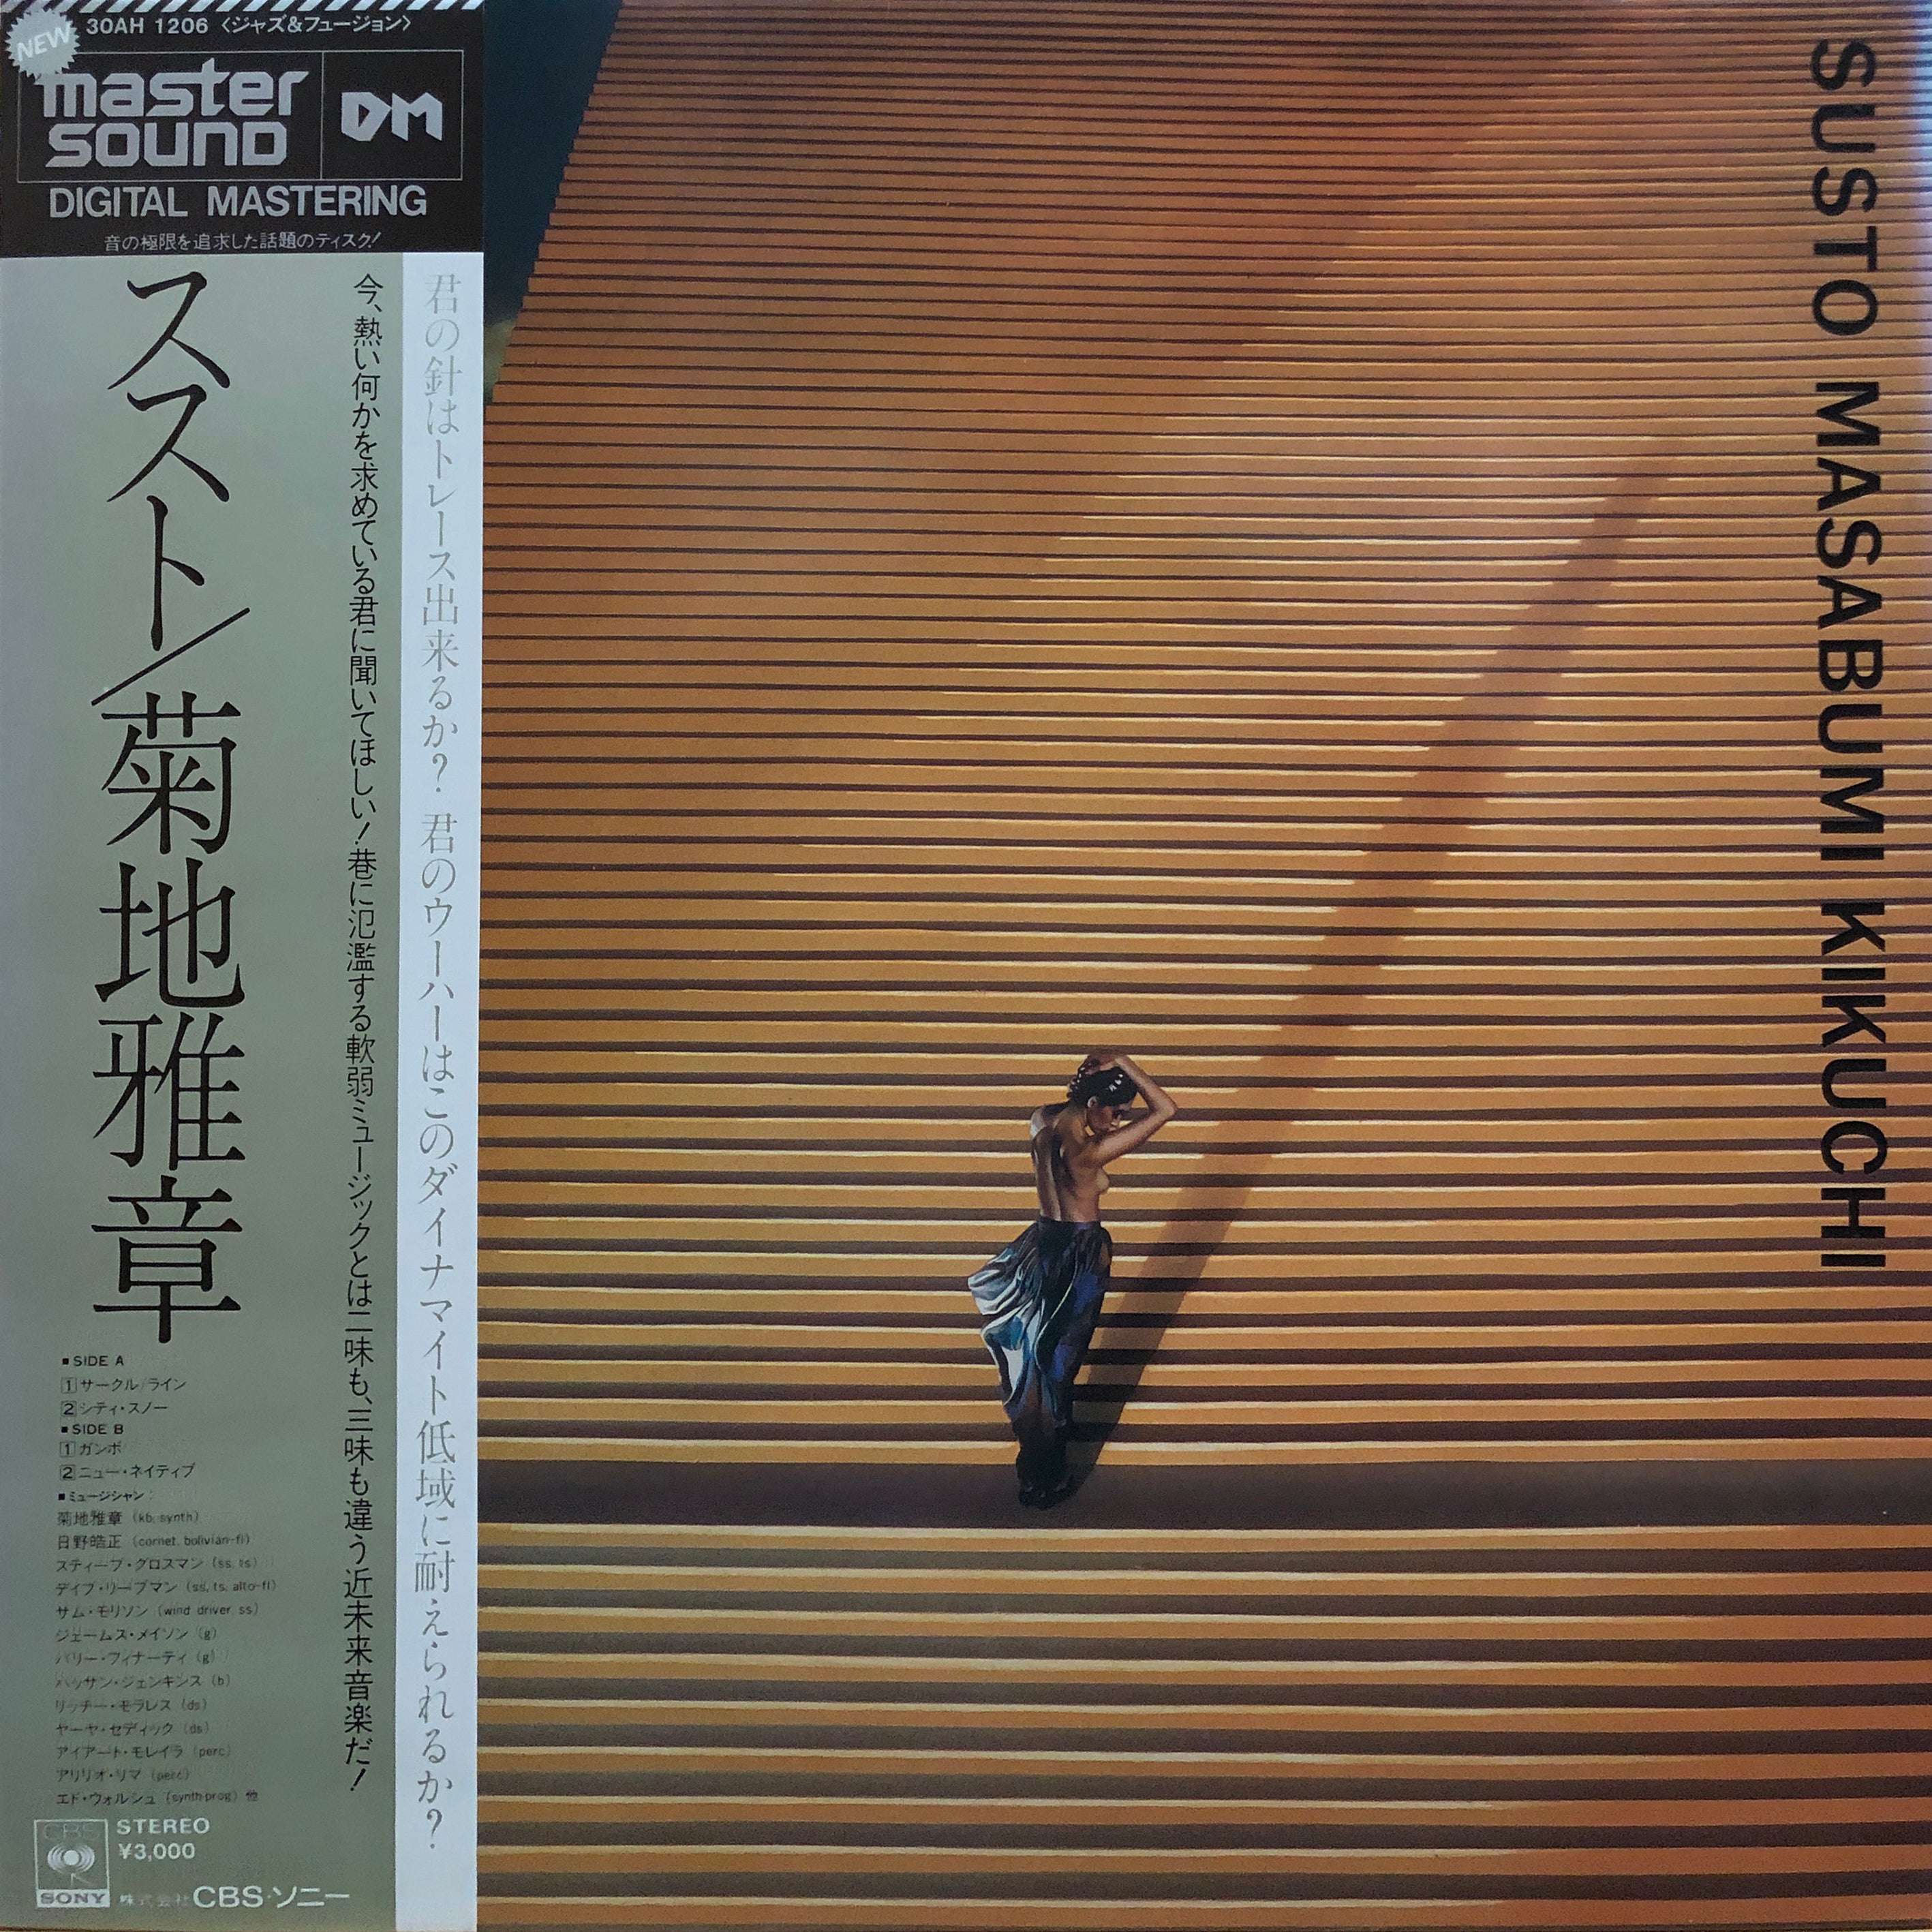 NEW
30AH 1206 〈ジャズ&フュージョン〉
master
sound
DM
DIGITAL MASTERING
音の極限を追求した話題のディスク!
君の針はトレース出来るか?君のウーハーはこのダイナマイト低域に耐えられるか?
今、熱い何かを求めている君に聞いてほしい!巷に氾濫する軟弱ミュージックとは二味も、三味も違う近未来音楽だ!
ススト/菊地雅章
■SIDE A
1 サークル/ライン
2 シティ・スノー
■SIDE B
1 ガンボ
2 ニュー・ネイティブ
■ミュージシャン:
菊地雅章 (kb, synth)
日野皓正 (cornet, bolivian-fl)
スティーブ・グロスマン (ss, ts)
デイブ・リーブマン (ss, ts, alto-fl)
サム・モリソン (wind driver, ss)
ジェームス・メイソン (g)
バリー・フィナーティ (g)
ハッサン・ジェンキンス (b)
リッチー・モラレス (ds)
ヤーヤ・セディック (ds)
アイアート・モレイラ (perc)
アリリオ・リマ (perc)
エド・ウォルシュ (synth prog) 他
CBS
SONY
STEREO
¥3,000
株式会社 CBS・ソニー
SUSTO MASABUMI KIKUCHI